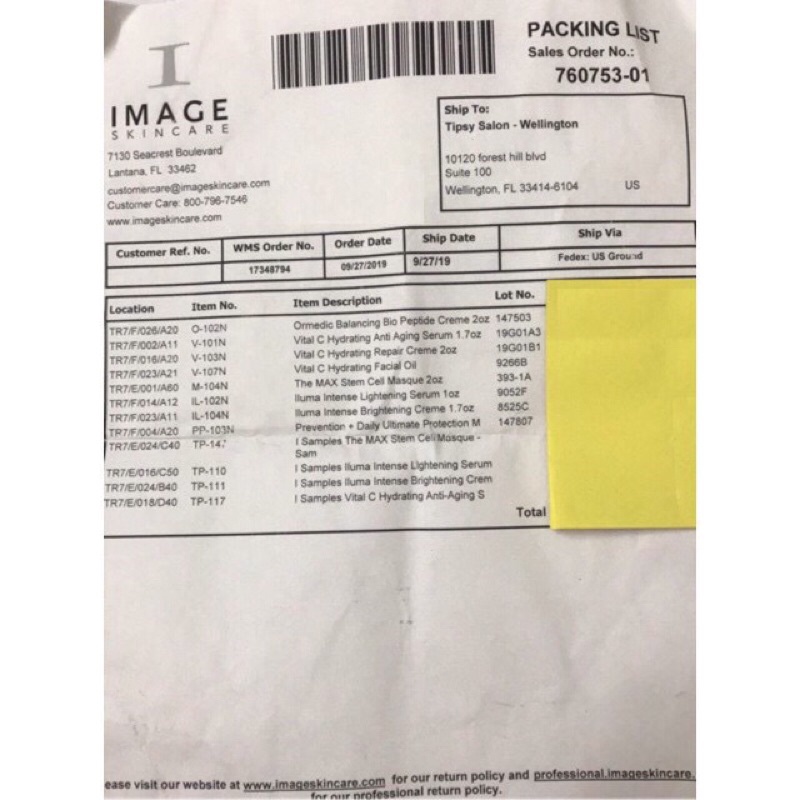 PACKING LIST
Sales Order No.:
760753-01
I
IMAGE
SKINCARE
7130 Seacrest Boulevard
Lantana, FL 33462
customercare@imageskincare.com
Customer Care: 800-796-7546
www.imageskincare.com
Ship To:
Tipsy Salon - Wellington
10120 forest hill blvd
Suite 100
Wellington, FL 33414-6104 US
Customer Ref. No. WMS Order No. Order Date Ship Date Ship Via
17348794 09/27/2019 9/27/19 Fedex: US Ground
Location Item No. Item Description Lot No.
TR7/F/026/A20 O-102N Ormedic Balancing Bio Peptide Creme 2oz 147503
TR7/F/002/A11 V-101N Vital C Hydrating Anti Aging Serum 1.7oz 19G01A3
TR7/F/016/A20 V-103N Vital C Hydrating Repair Creme 2oz 19G01B1
TR7/F/023/A21 V-107N Vital C Hydrating Facial Oil 9266B
TR7/E/001/A60 M-104N The MAX Stem Cell Masque 2oz 393-1A
TR7/F/014/A12 IL-102N Iluma Intense Lightening Serum 1oz 9052F
TR7/F/023/A11 IL-104N Iluma Intense Brightening Creme 1.7oz 8525C
TR7/F/004/A20 PP-103N Prevention + Daily Ultimate Protection M 147807
TR7/E/024/C40 I Samples The MAX Stem Cell Masque -
Sam
TR7/E/016/C50 TP-110 I Samples Iluma Intense Lightening Serum
TR7/E/024/B40 TP-111 I Samples Iluma Intense Brightening Crem
TR7/E/018/D40 TP-117 I Samples Vital C Hydrating Anti-Aging S
Total
ease visit our website at www.imageskincare.com for our return policy and professional.imageskincare.
for our professional return policy.